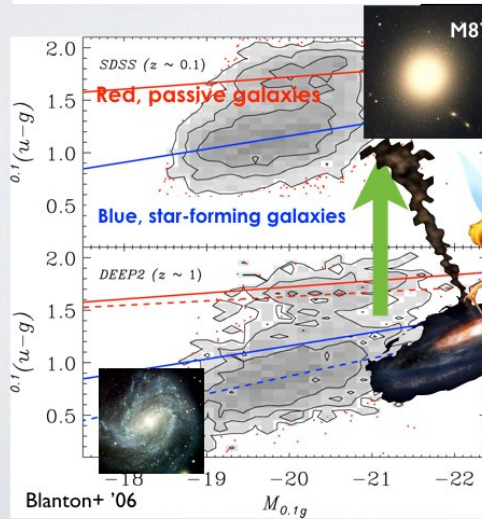 M87
2.0
SDSS (z ~ 0.1)
Red, passive galaxies
1.5
0.1(u−g)
1.0
Blue, star-forming galaxies
0.5
2.0
DEEP2 (z ~ 1)
1.5
0.1(u−g)
1.0
0.5
−18 −19 −20 −21 −22
Blanton+ '06
M0.1g